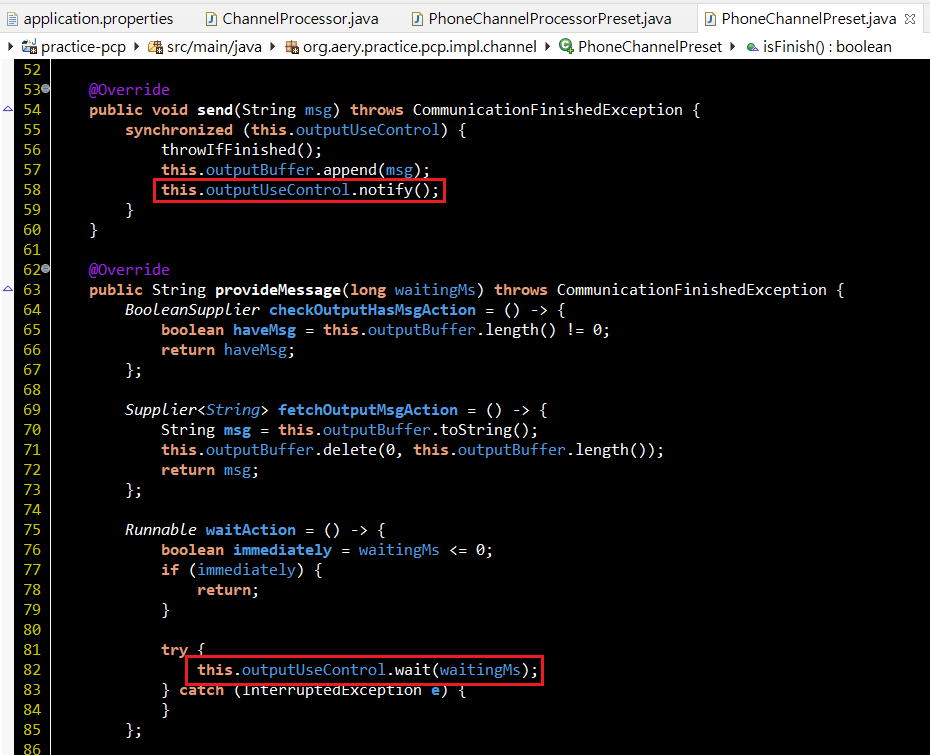 application.properties ChannelProcessor.java PhoneChannelProcessorPreset.java PhoneChannelPreset.java
practice-pcp src/main/java org.aery.practice.pcp.impl.channel PhoneChannelPreset isFinish() : boolean
52
53 @Override
54 public void send(String msg) throws CommunicationFinishedException {
55 synchronized (this.outputUseControl) {
56 throwIfFinished();
57 this.outputBuffer.append(msg);
58 this.outputUseControl.notify();
59 }
60 }
61
62 @Override
63 public String provideMessage(long waitingMs) throws CommunicationFinishedException {
64 BooleanSupplier checkOutputHasMsgAction = () -> {
65 boolean haveMsg = this.outputBuffer.length() != 0;
66 return haveMsg;
67 };
68
69 Supplier<String> fetchOutputMsgAction = () -> {
70 String msg = this.outputBuffer.toString();
71 this.outputBuffer.delete(0, this.outputBuffer.length());
72 return msg;
73 };
74
75 Runnable waitAction = () -> {
76 boolean immediately = waitingMs <= 0;
77 if (immediately) {
78 return;
79 }
80
81 try {
82 this.outputUseControl.wait(waitingMs);
83 } catch (InterruptedException e) {
84 }
85 };
86